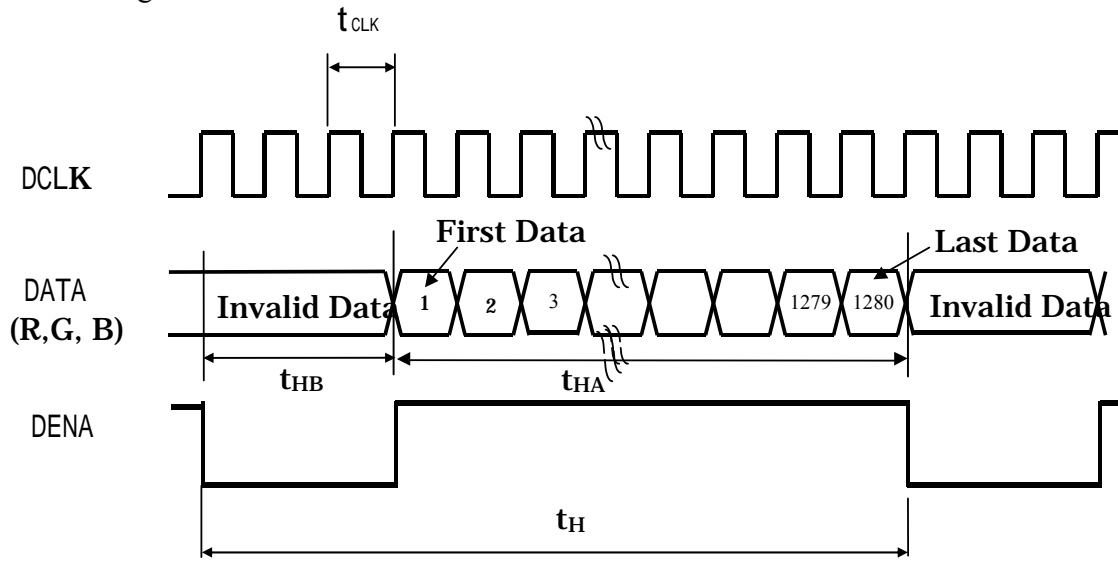 t CLK
DCLK
First Data
Last Data
DATA
(R,G, B)
Invalid Data
1
2
3
1279
1280
Invalid Data
tHB
tHA
DENA
tH